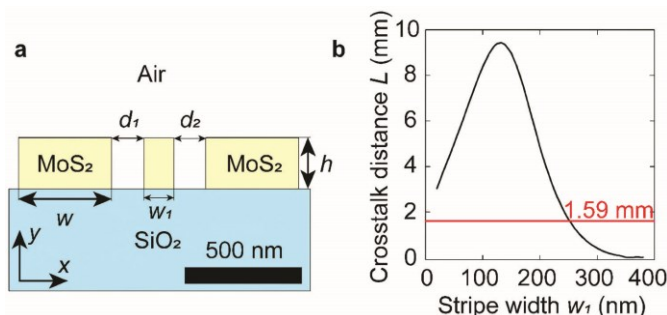 a
Air
d₁
d₂
MoS₂
MoS₂
h
w
w₁
SiO₂
y
x
500 nm
b
Crosstalk distance L (mm)
10
8
6
4
2
0
1.59 mm
0 100 200 300 400
Stripe width w₁ (nm)